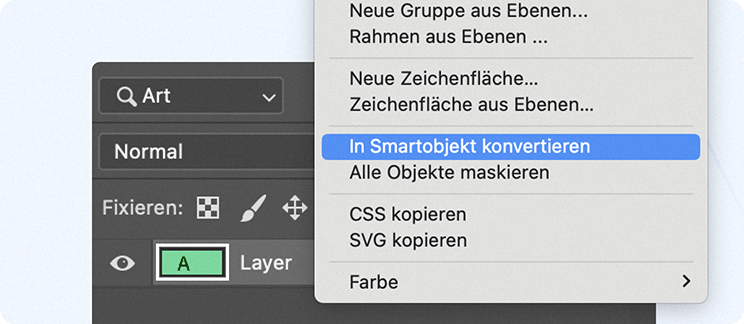 Neue Gruppe aus Ebenen...
Rahmen aus Ebenen ...
Neue Zeichenfläche...
Zeichenfläche aus Ebenen...
In Smartobjekt konvertieren
Alle Objekte maskieren
CSS kopieren
SVG kopieren
Farbe
Art
Normal
Fixieren:
A
Layer